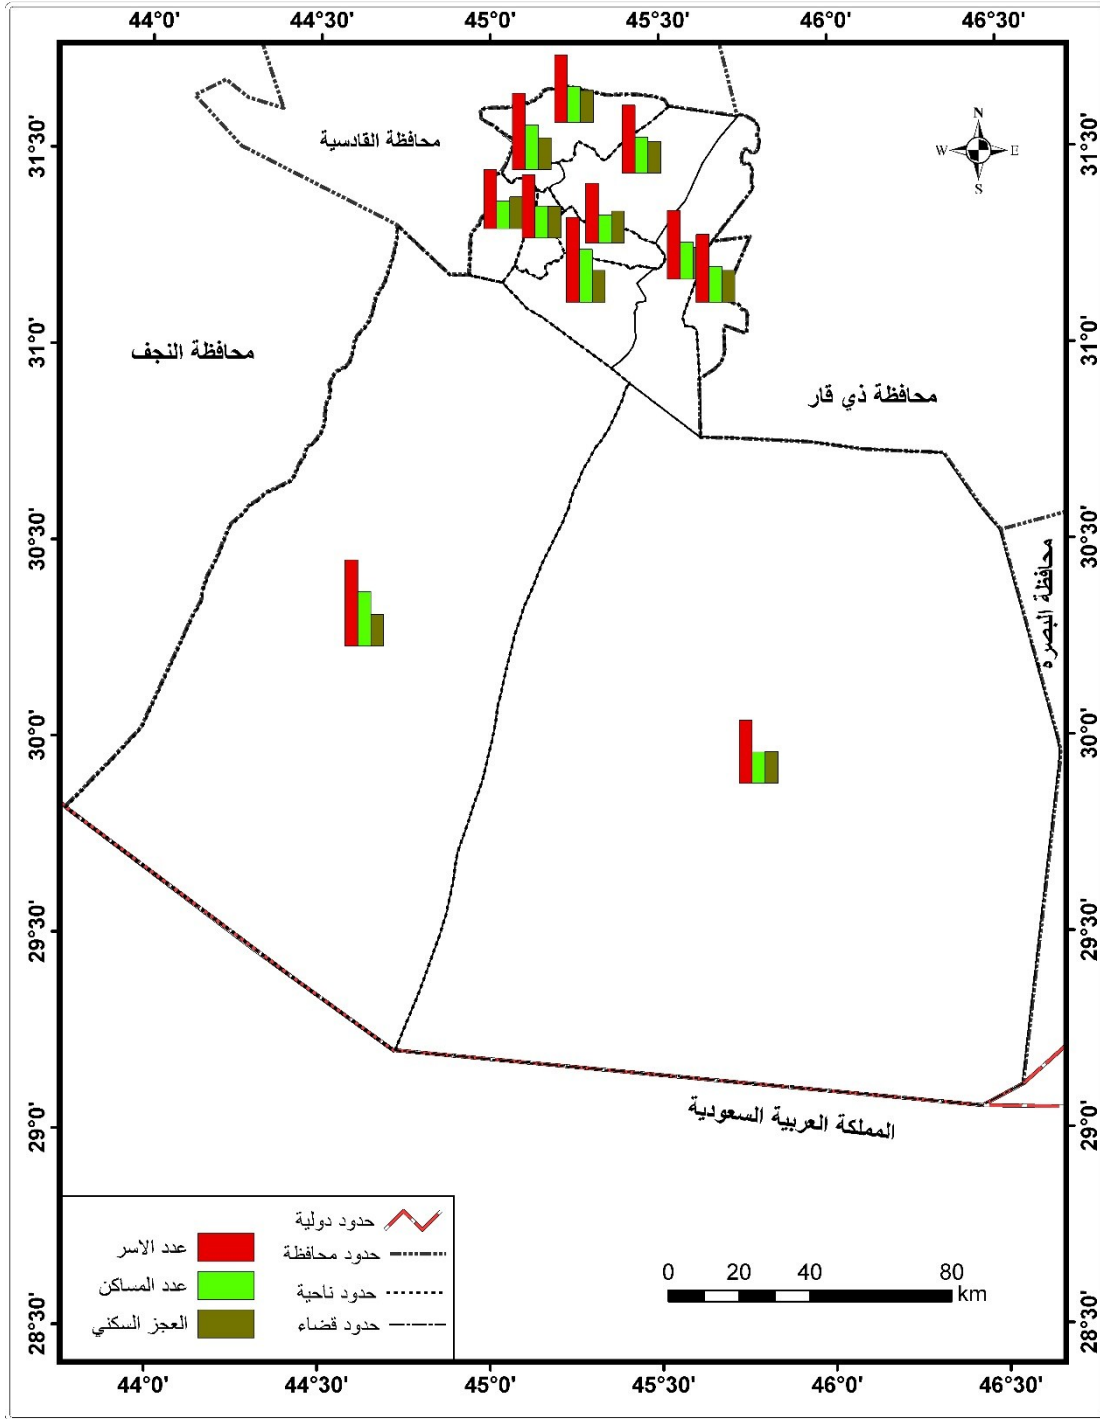 44°0' 44°30' 45°0' 45°30' 46°0' 46°30'
31°30' 31°30'
31°0' 31°0'
30°30' 30°30'
30°0' 30°0'
29°30' 29°30'
29°0' 29°0'
28°30' 28°30'
N
W E
S
محافظة القادسية
محافظة النجف
محافظة ذي قار
محافظة البصره
المملكة العربية السعودية
حدود دولية
حدود محافظة
حدود ناحية
حدود قضاء
عدد الاسر
عدد المساكن
العجز السكني
0 20 40 80
km
44°0' 44°30' 45°0' 45°30' 46°0' 46°30'